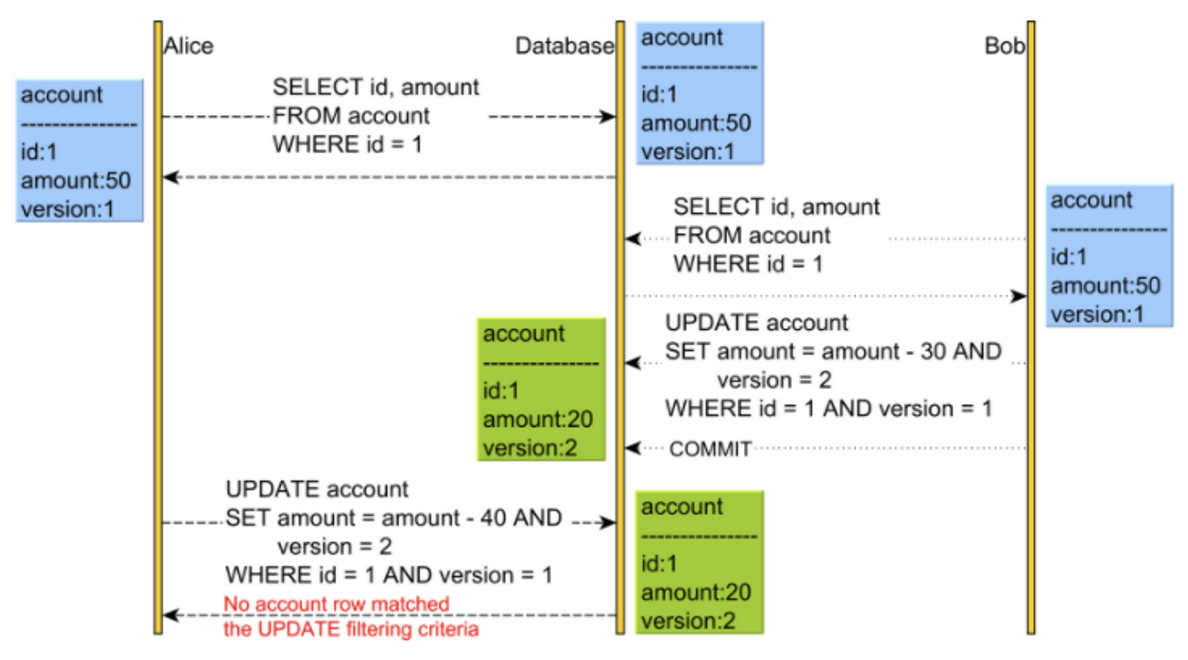 Alice
Database
Bob
account
----------------
id:1
amount:50
version:1
account
---------------
id:1
amount:50
version:1
SELECT id, amount
FROM account
WHERE id = 1
SELECT id, amount
FROM account
WHERE id = 1
account
---------------
id:1
amount:50
version:1
UPDATE account
SET amount = amount - 30 AND
version = 2
WHERE id = 1 AND version = 1
account
---------------
id:1
amount:20
version:2
COMMIT
UPDATE account
SET amount = amount - 40 AND
version = 2
WHERE id = 1 AND version = 1
account
---------------
id:1
amount:20
version:2
No account row matched
the UPDATE filtering criteria